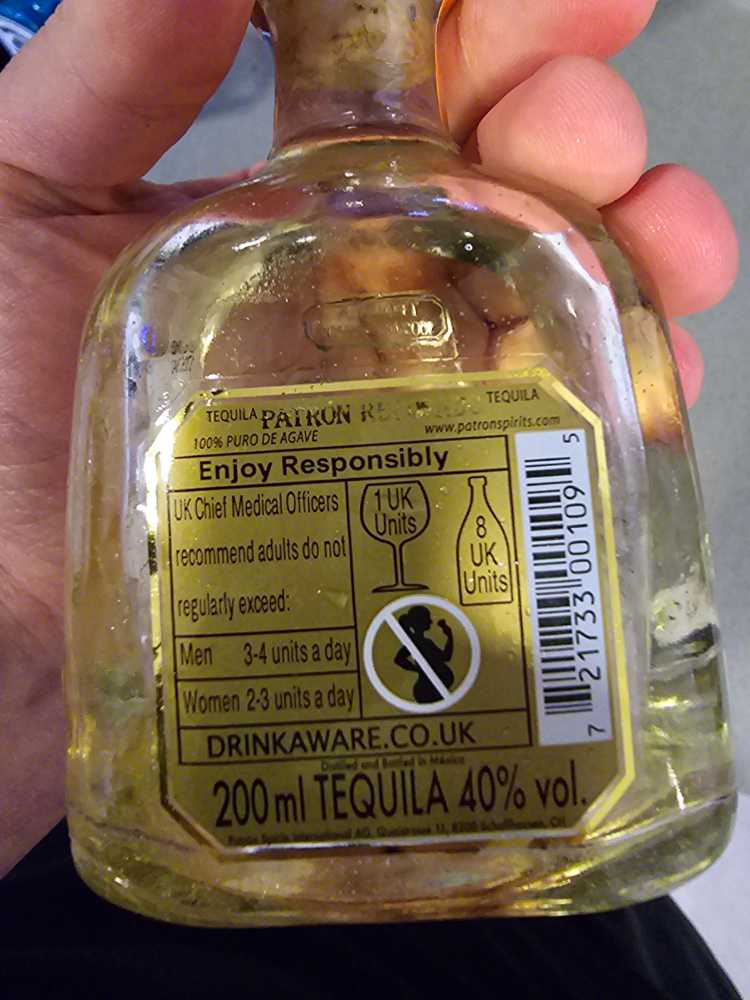 TEQUILA PATRON TEQUILA
100% PURO DE AGAVE www.patronspirits.com
Enjoy Responsibly
UK Chief Medical Officers
recommend adults do not
regularly exceed:
Men 3-4 units a day
Women 2-3 units a day
1 UK
Units
8
UK
Units
DRINKAWARE.CO.UK
Distilled and Bottled in México
200 ml TEQUILA 40% vol.
7 21733 00109 5